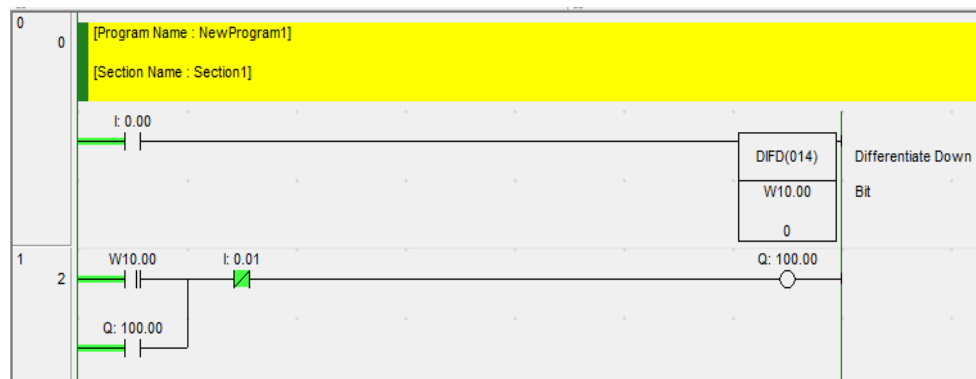 0
0
[Program Name : NewProgram1]
[Section Name : Section1]
I: 0.00
DIFD(014)
Differentiate Down
W10.00
Bit
0
1
2
W10.00
I: 0.01
Q: 100.00
Q: 100.00